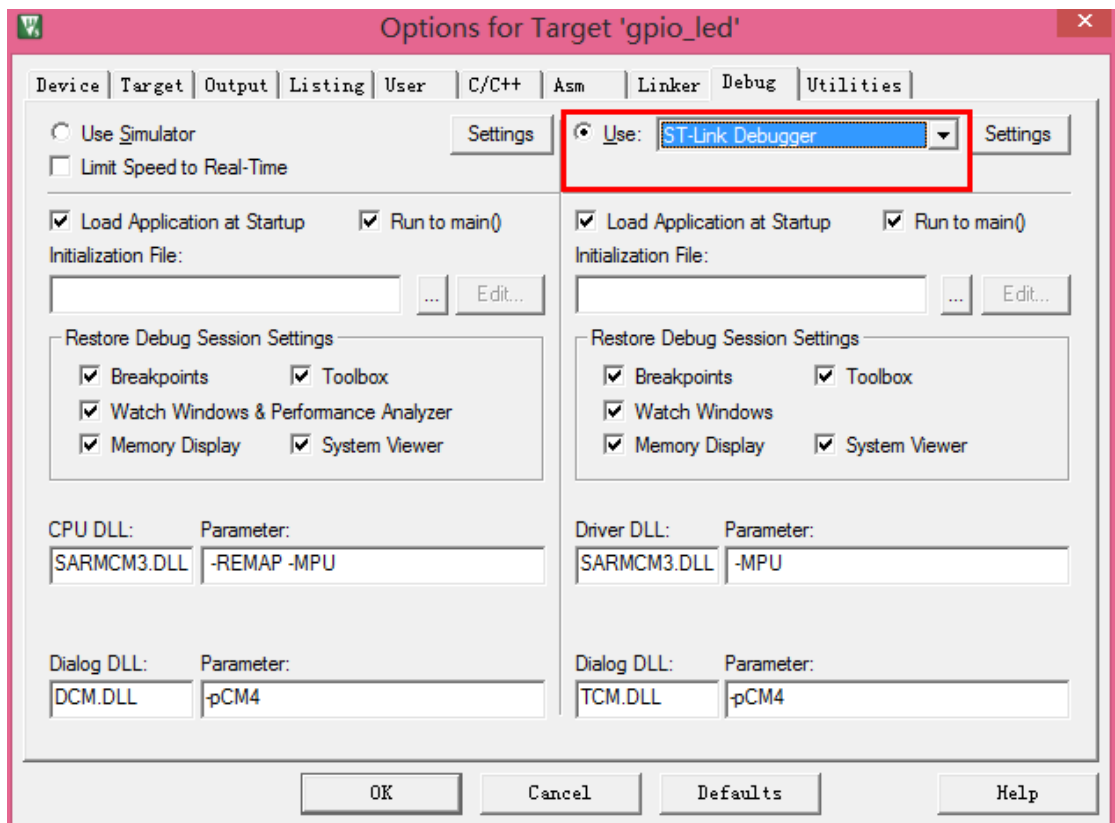 Options for Target 'gpio_led'
Device Target Output Listing User C/C++ Asm Linker Debug Utilities
Use Simulator Settings Use: ST-Link Debugger Settings
Limit Speed to Real-Time
Load Application at Startup Run to main() Load Application at Startup Run to main()
Initialization File: Initialization File:
... Edit... ... Edit...
Restore Debug Session Settings Restore Debug Session Settings
Breakpoints Toolbox Breakpoints Toolbox
Watch Windows & Performance Analyzer Watch Windows
Memory Display System Viewer Memory Display System Viewer
CPU DLL: Parameter: Driver DLL: Parameter:
SARMCM3.DLL -REMAP -MPU SARMCM3.DLL -MPU
Dialog DLL: Parameter: Dialog DLL: Parameter:
DCM.DLL -pCM4 TCM.DLL -pCM4
OK Cancel Defaults Help